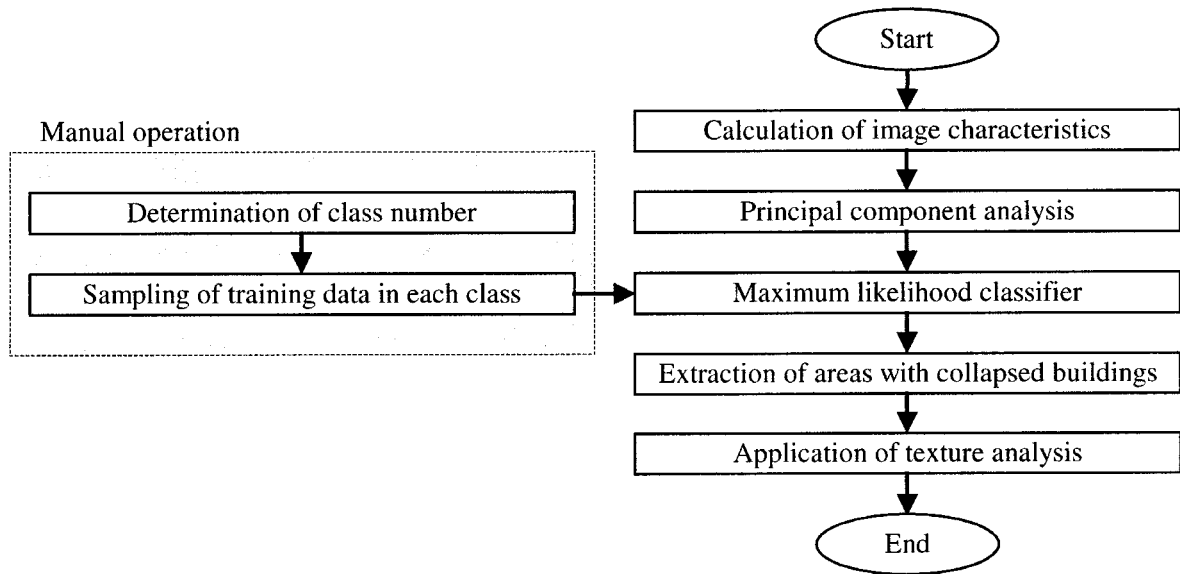 Start
Calculation of image characteristics
Manual operation
Determination of class number
Principal component analysis
Sampling of training data in each class
Maximum likelihood classifier
Extraction of areas with collapsed buildings
Application of texture analysis
End